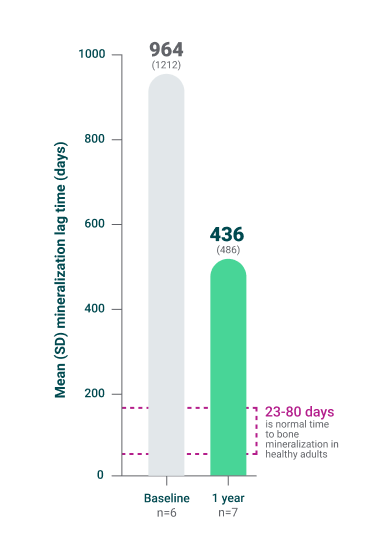 Mean (SD) mineralization lag time (days)
1000
800
600
400
200
0
964
(1212)
436
(486)
23-80 days
is normal time
to bone
mineralization in
healthy adults
Baseline
n=6
1 year
n=7